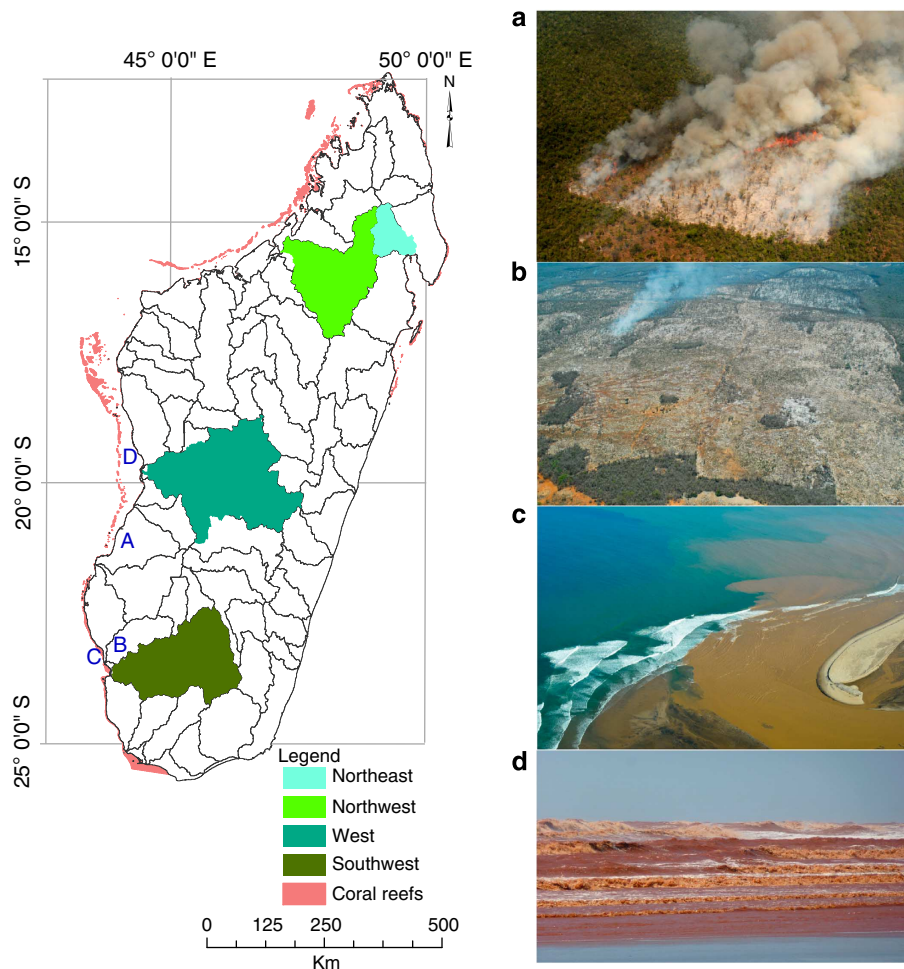 45° 0'0" E
50° 0'0" E
N
15° 0'0" S
20° 0'0" S
25° 0'0" S
D
A
B
C
Legend
Northeast
Northwest
West
Southwest
Coral reefs
0 125 250 500
Km
a
b
c
d